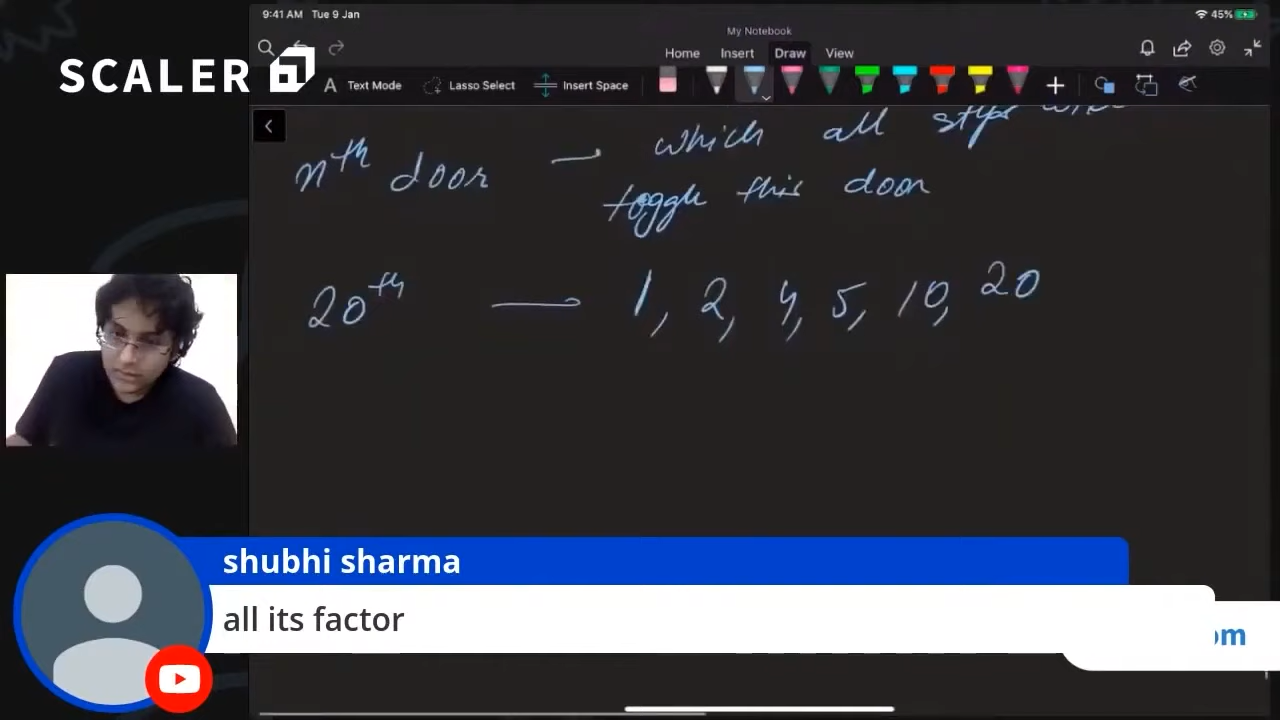 9:41 AM Tue 9 Jan
45%
My Notebook
SCALER
Home Insert Draw View
Text Mode Lasso Select Insert Space
which all
nth door — toggle this door
20th — 1, 2, 4, 5, 10, 20
shubhi sharma
all its factor
om